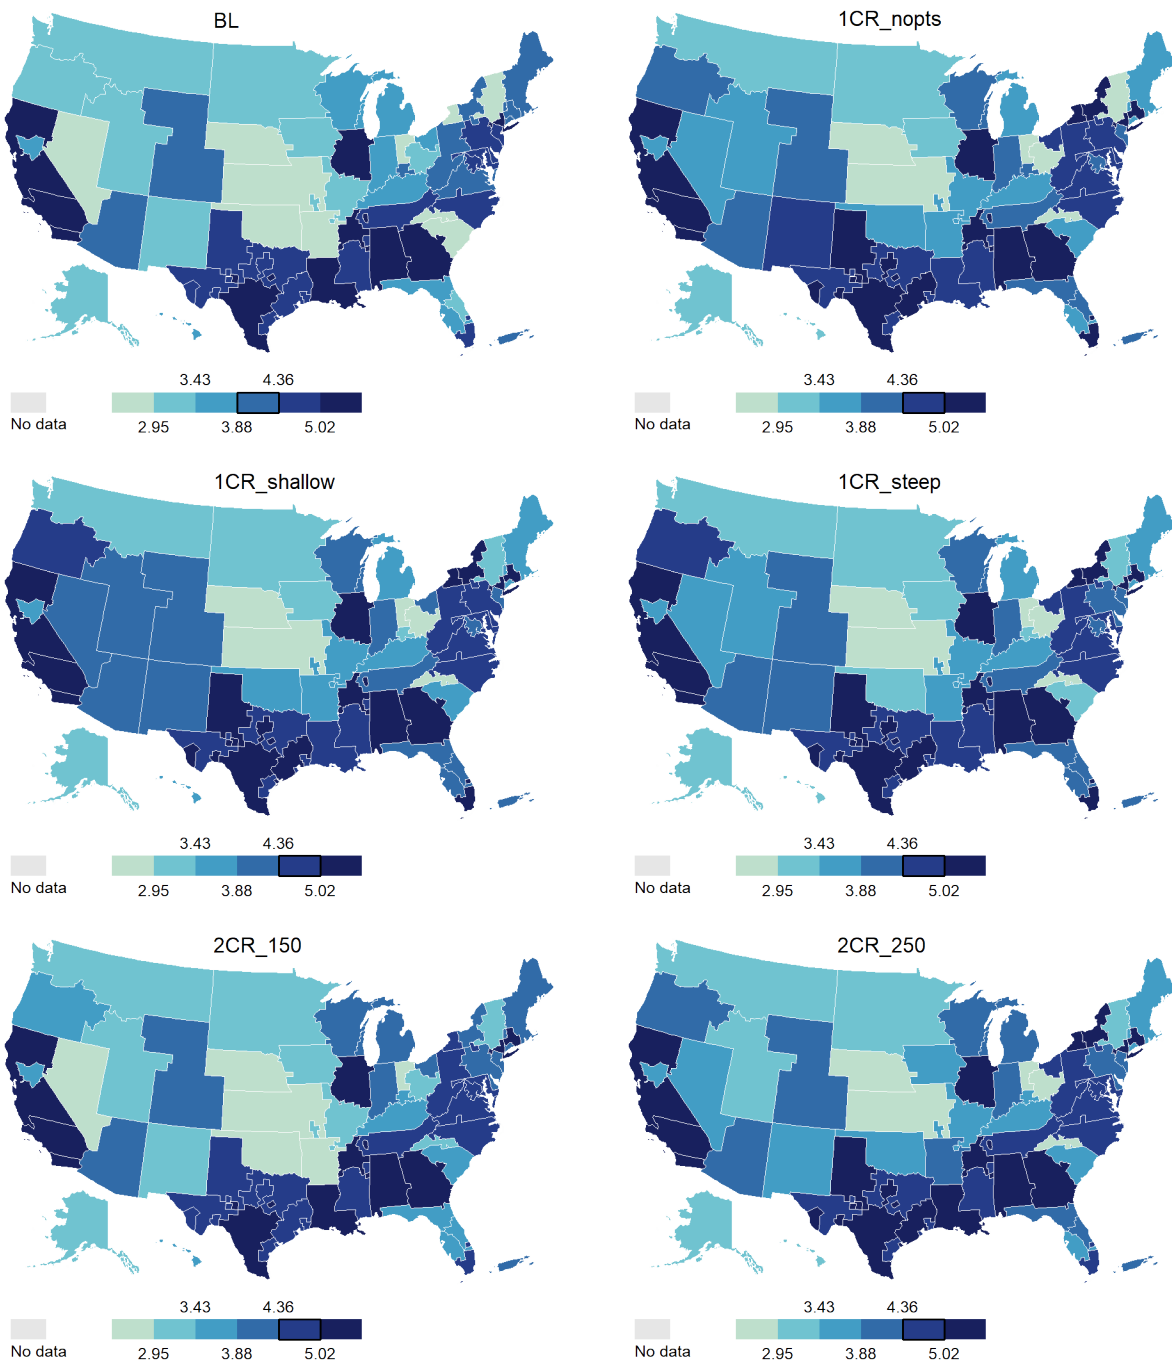 BL
1CR_nopts
3.43 4.36
3.43 4.36
No data 2.95 3.88 5.02
No data 2.95 3.88 5.02
1CR_shallow
1CR_steep
3.43 4.36
3.43 4.36
No data 2.95 3.88 5.02
No data 2.95 3.88 5.02
2CR_150
2CR_250
3.43 4.36
3.43 4.36
No data 2.95 3.88 5.02
No data 2.95 3.88 5.02